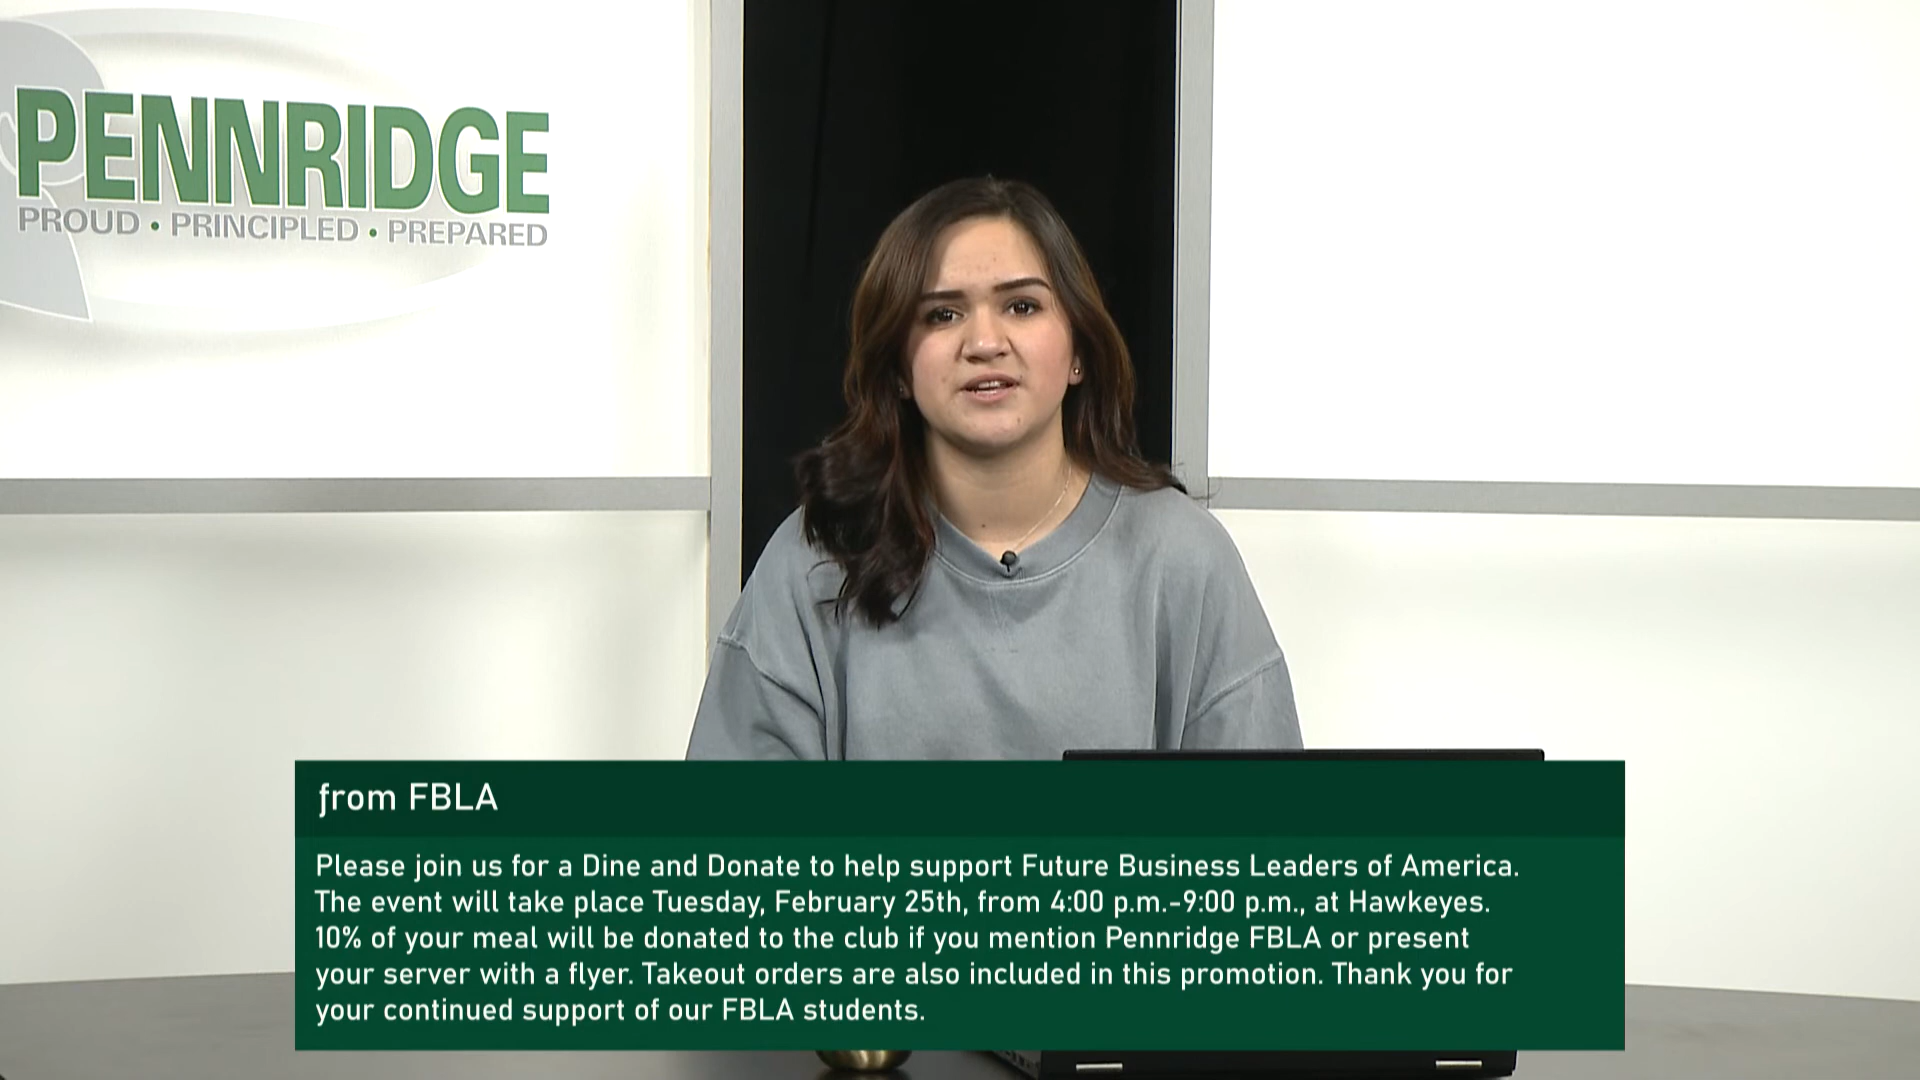 PENNRIDGE
PROUD • PRINCIPLED • PREPARED
from FBLA
Please join us for a Dine and Donate to help support Future Business Leaders of America.
The event will take place Tuesday, February 25th, from 4:00 p.m.-9:00 p.m., at Hawkeyes.
10% of your meal will be donated to the club if you mention Pennridge FBLA or present
your server with a flyer. Takeout orders are also included in this promotion. Thank you for
your continued support of our FBLA students.